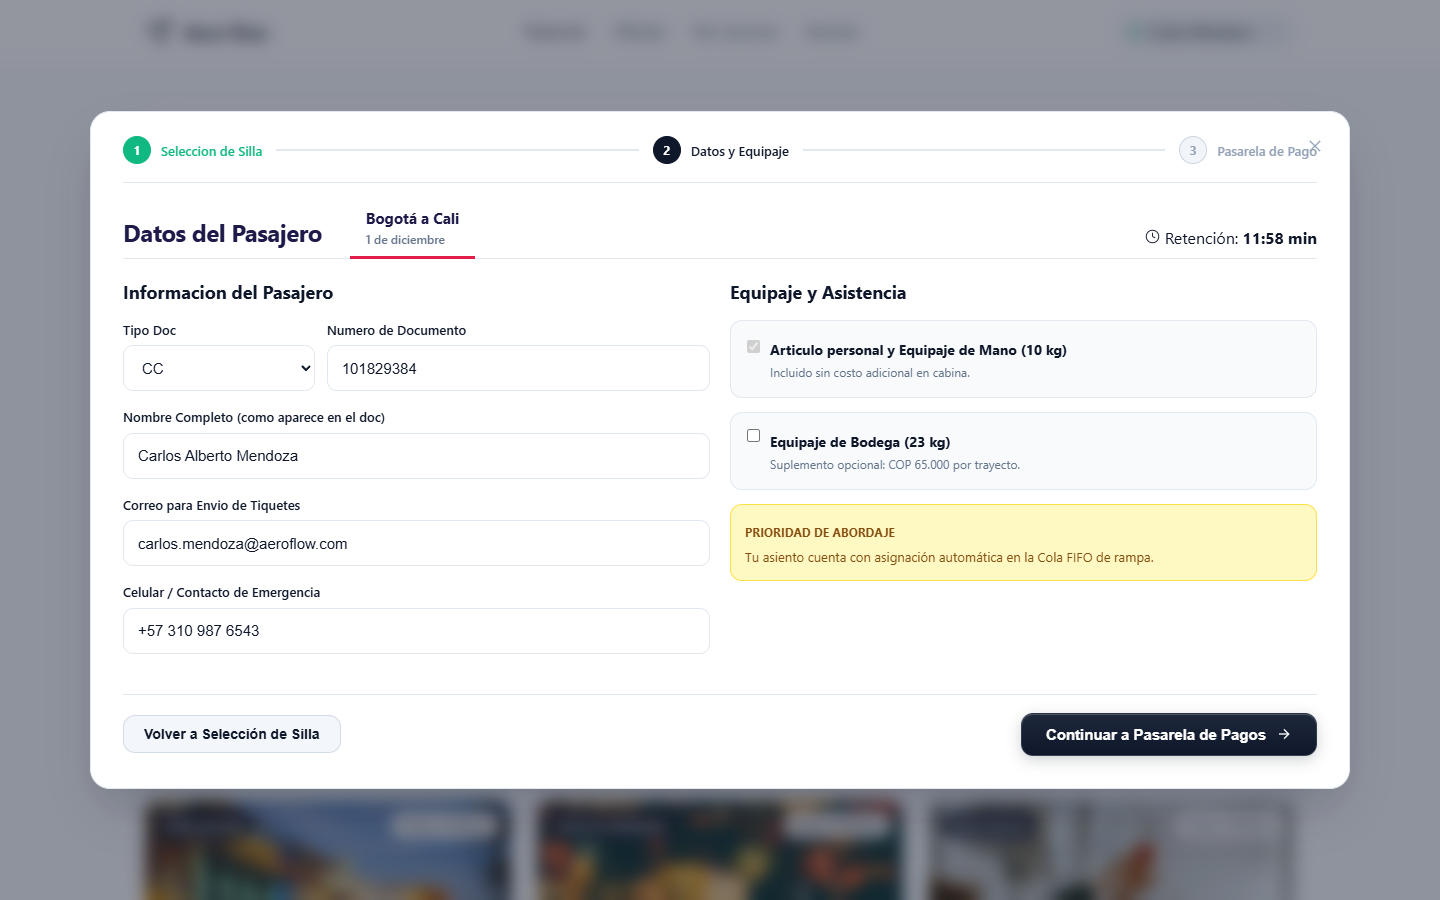 1 Seleccion de Silla
2 Datos y Equipaje
3 Pasarela de Pago
Datos del Pasajero
Bogotá a Cali
1 de diciembre
Retención: 11:58 min
Informacion del Pasajero
Tipo Doc
Numero de Documento
CC
101829384
Nombre Completo (como aparece en el doc)
Carlos Alberto Mendoza
Correo para Envio de Tiquetes
carlos.mendoza@aeroflow.com
Celular / Contacto de Emergencia
+57 310 987 6543
Equipaje y Asistencia
Articulo personal y Equipaje de Mano (10 kg)
Incluido sin costo adicional en cabina.
Equipaje de Bodega (23 kg)
Suplemento opcional: COP 65.000 por trayecto.
PRIORIDAD DE ABORDAJE
Tu asiento cuenta con asignación automática en la Cola FIFO de rampa.
Volver a Selección de Silla
Continuar a Pasarela de Pagos →